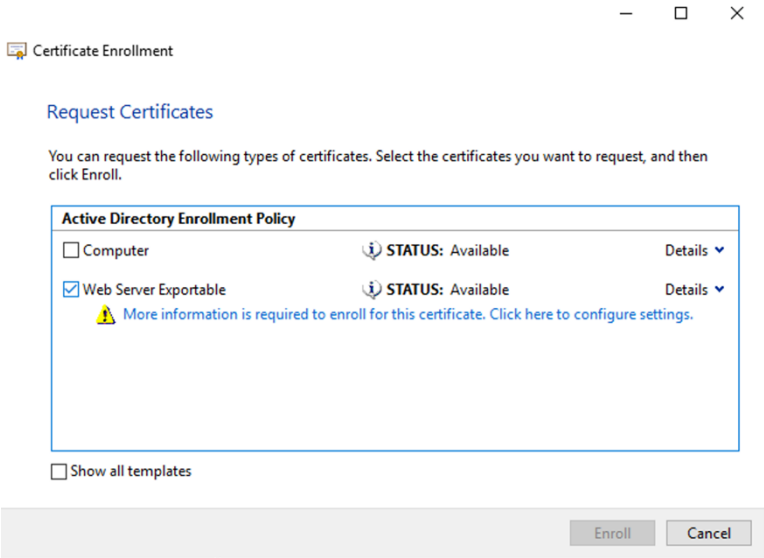 Certificate Enrollment
Request Certificates
You can request the following types of certificates. Select the certificates you want to request, and then
click Enroll.
Active Directory Enrollment Policy
Computer STATUS: Available Details
Web Server Exportable STATUS: Available Details
More information is required to enroll for this certificate. Click here to configure settings.
Show all templates
Enroll Cancel